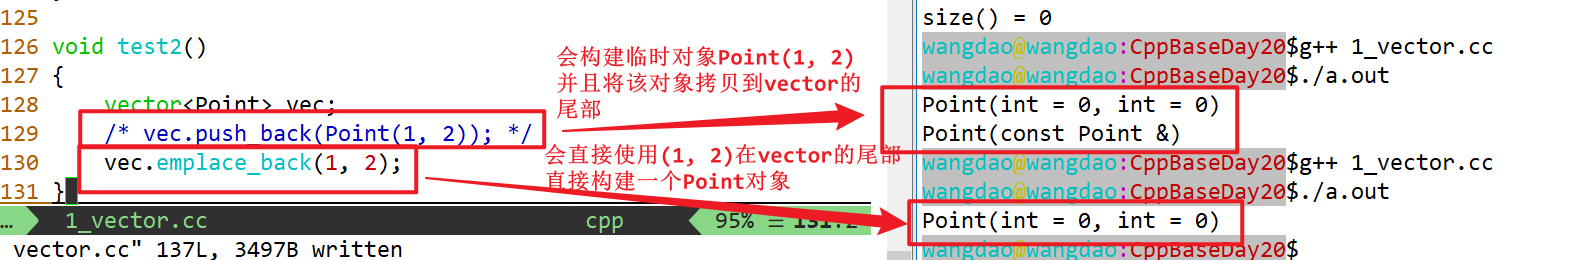 125
126 void test2()
127 {
128     vector<Point> vec;
129     /* vec.push_back(Point(1, 2)); */
130     vec.emplace_back(1, 2);
131 }
… 1_vector.cc cpp 95% ≡ 131:2
vector.cc" 137L, 3497B written
会构建临时对象Point(1, 2)
并且将该对象拷贝到vector的
尾部
会直接使用(1, 2)在vector的尾部
直接构建一个Point对象
size() = 0
wangdao@wangdao:CppBaseDay20$g++ 1_vector.cc
wangdao@wangdao:CppBaseDay20$./a.out
Point(int = 0, int = 0)
Point(const Point &)
wangdao@wangdao:CppBaseDay20$g++ 1_vector.cc
wangdao@wangdao:CppBaseDay20$./a.out
Point(int = 0, int = 0)
wangdao@wangdao:CppBaseDay20$